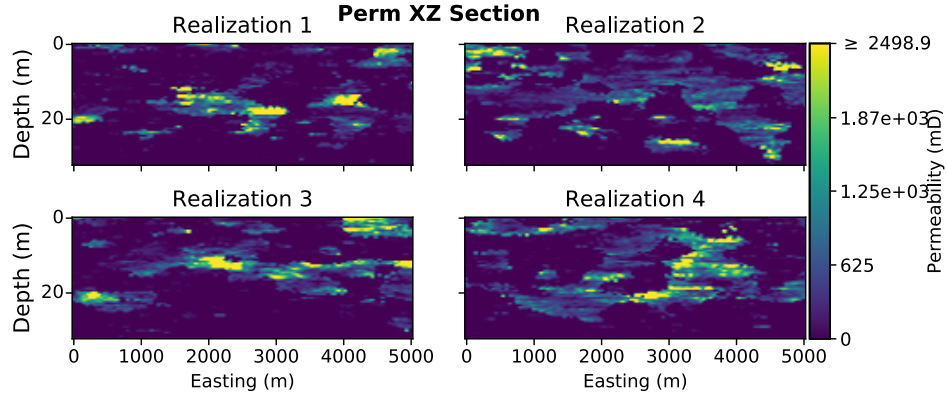 Perm XZ Section
Realization 1
Realization 2
0
20
Depth (m)
≥ 2498.9
1.87e+03
1.25e+03
625
0
Permeability (mD)
Realization 3
Realization 4
0
20
Depth (m)
0 1000 2000 3000 4000 5000
0 1000 2000 3000 4000 5000
Easting (m)
Easting (m)